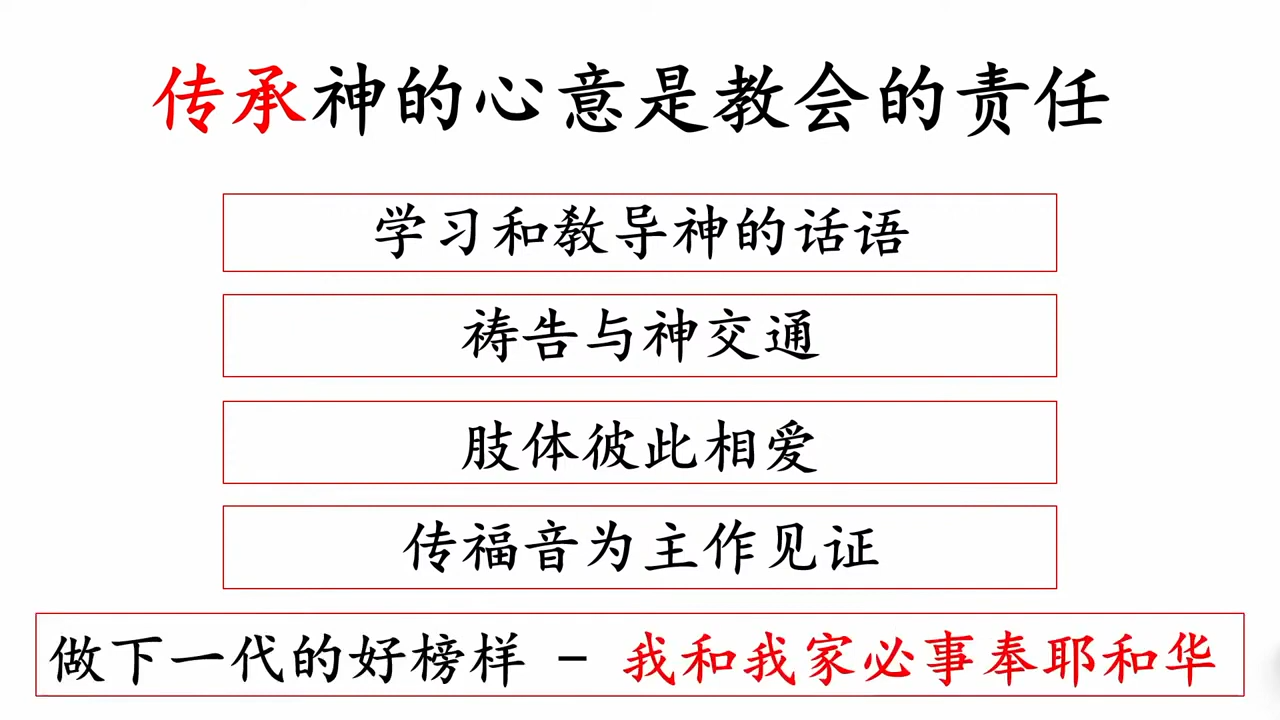 传承神的心意是教会的责任
学习和教导神的话语
祷告与神交通
肢体彼此相爱
传福音为主作见证
做下一代的好榜样 – 我和我家必事奉耶和华